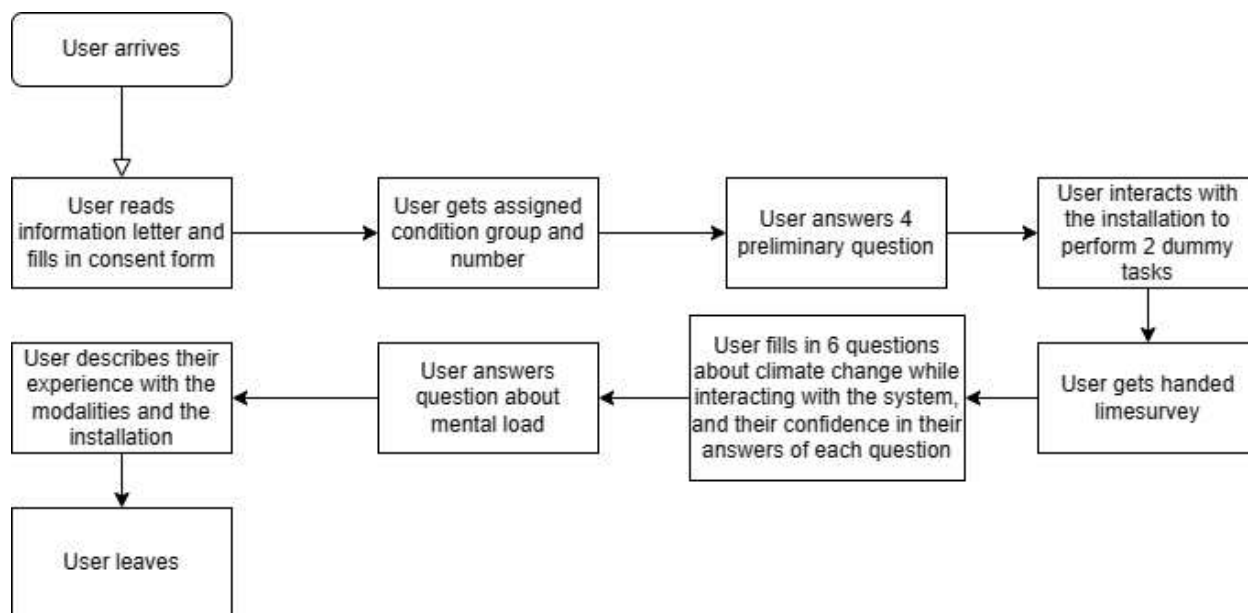 User arrives
User reads
information letter and
fills in consent form
User gets assigned
condition group and
number
User answers 4
preliminary question
User interacts with
the installation to
perform 2 dummy
tasks
User gets handed
limesurvey
User fills in 6 questions
about climate change while
interacting with the system,
and their confidence in their
answers of each question
User answers
question about
mental load
User describes their
experience with the
modalities and the
installation
User leaves